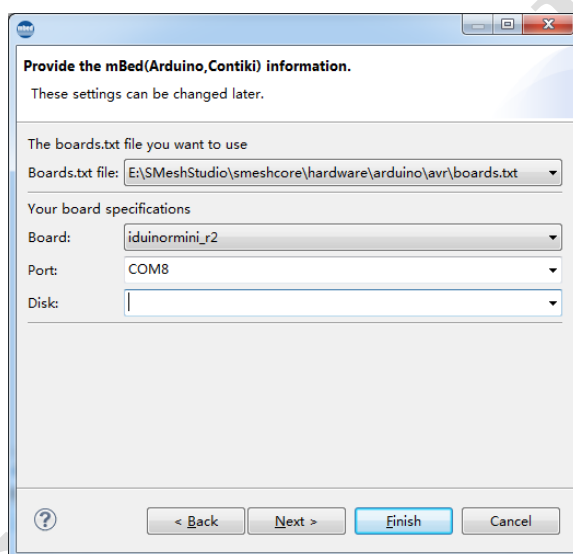 mbed
Provide the mBed(Arduino,Contiki) information.
These settings can be changed later.
The boards.txt file you want to use
Boards.txt file: E:\SMeshStudio\smeshcore\hardware\arduino\avr\boards.txt
Your board specifications
Board: iduinormini_r2
Port: COM8
Disk:
? < Back Next > Finish Cancel